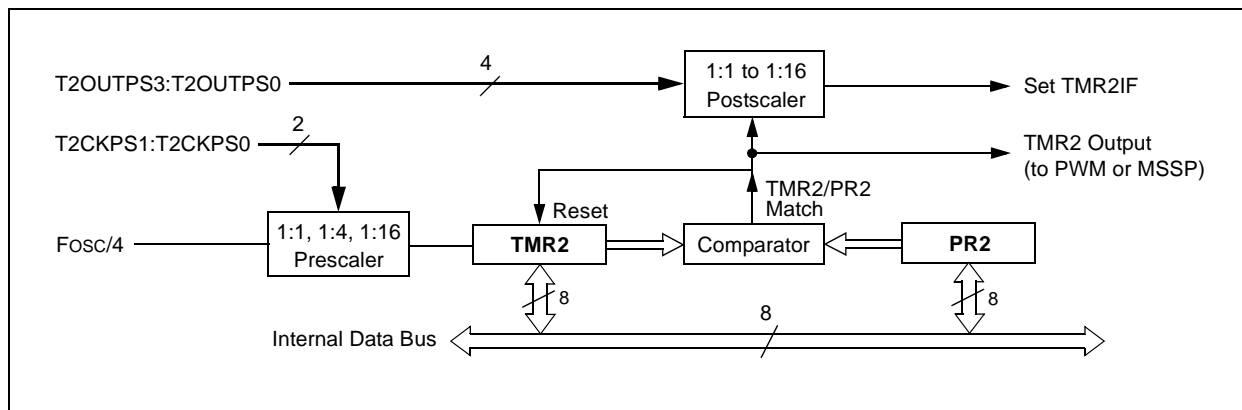 T2OUTPS3:T2OUTPS0
4
1:1 to 1:16
Postscaler
Set TMR2IF
T2CKPS1:T2CKPS0
2
TMR2 Output
(to PWM or MSSP)
TMR2/PR2
Match
Reset
FOSC/4
1:1, 1:4, 1:16
Prescaler
TMR2
Comparator
PR2
8
8
8
Internal Data Bus